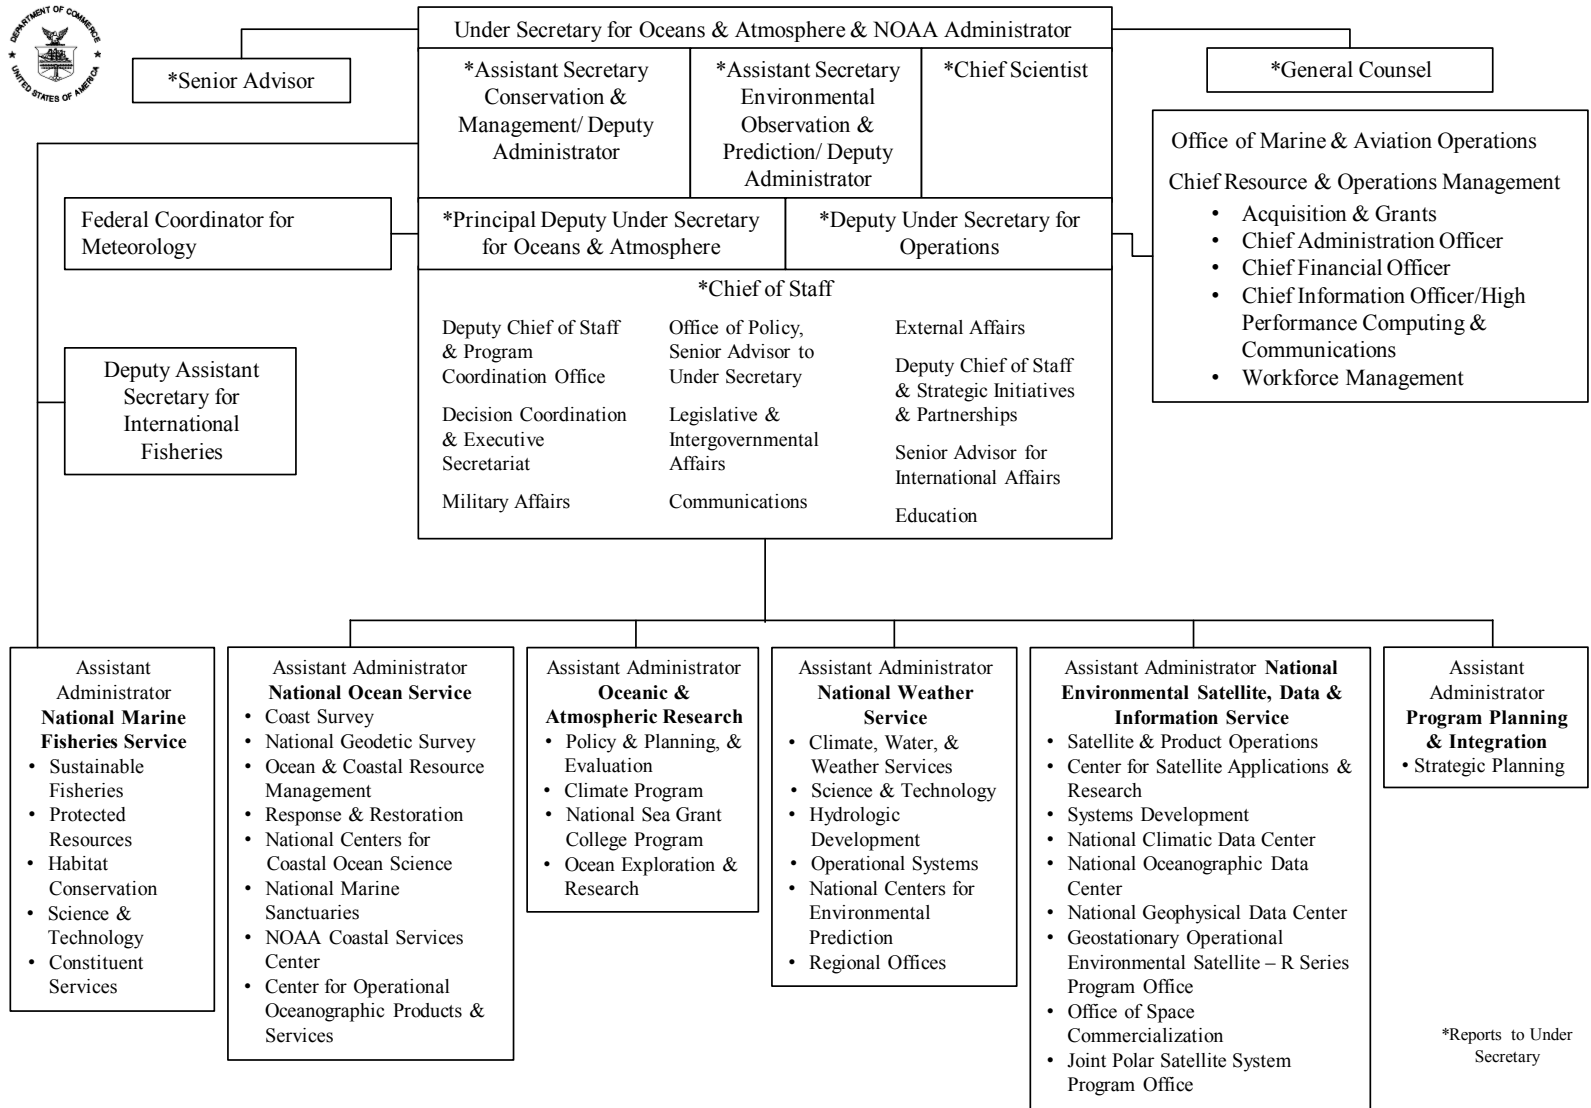 DEPARTMENT OF COMMERCE
UNITED STATES OF AMERICA
Under Secretary for Oceans & Atmosphere & NOAA Administrator
*Senior Advisor
*Assistant Secretary
Conservation &
Management/ Deputy
Administrator
*Assistant Secretary
Environmental
Observation &
Prediction/ Deputy
Administrator
*Chief Scientist
*General Counsel
Office of Marine & Aviation Operations
Chief Resource & Operations Management
• Acquisition & Grants
• Chief Administration Officer
• Chief Financial Officer
• Chief Information Officer/High
Performance Computing &
Communications
• Workforce Management
Federal Coordinator for
Meteorology
*Principal Deputy Under Secretary
for Oceans & Atmosphere
*Deputy Under Secretary for
Operations
*Chief of Staff
Deputy Chief of Staff
& Program
Coordination Office
Decision Coordination
& Executive
Secretariat
Military Affairs
Office of Policy,
Senior Advisor to
Under Secretary
Legislative &
Intergovernmental
Affairs
Communications
External Affairs
Deputy Chief of Staff
& Strategic Initiatives
& Partnerships
Senior Advisor for
International Affairs
Education
Deputy Assistant
Secretary for
International
Fisheries
Assistant
Administrator
National Marine
Fisheries Service
• Sustainable
Fisheries
• Protected
Resources
• Habitat
Conservation
• Science &
Technology
• Constituent
Services
Assistant Administrator
National Ocean Service
• Coast Survey
• National Geodetic Survey
• Ocean & Coastal Resource
Management
• Response & Restoration
• National Centers for
Coastal Ocean Science
• National Marine
Sanctuaries
• NOAA Coastal Services
Center
• Center for Operational
Oceanographic Products &
Services
Assistant Administrator
Oceanic &
Atmospheric Research
• Policy & Planning, &
Evaluation
• Climate Program
• National Sea Grant
College Program
• Ocean Exploration &
Research
Assistant Administrator
National Weather
Service
• Climate, Water, &
Weather Services
• Science & Technology
• Hydrologic
Development
• Operational Systems
• National Centers for
Environmental
Prediction
• Regional Offices
Assistant Administrator National
Environmental Satellite, Data &
Information Service
• Satellite & Product Operations
• Center for Satellite Applications &
Research
• Systems Development
• National Climatic Data Center
• National Oceanographic Data
Center
• National Geophysical Data Center
• Geostationary Operational
Environmental Satellite – R Series
Program Office
• Office of Space
Commercialization
• Joint Polar Satellite System
Program Office
Assistant
Administrator
Program Planning
& Integration
• Strategic Planning
*Reports to Under
Secretary